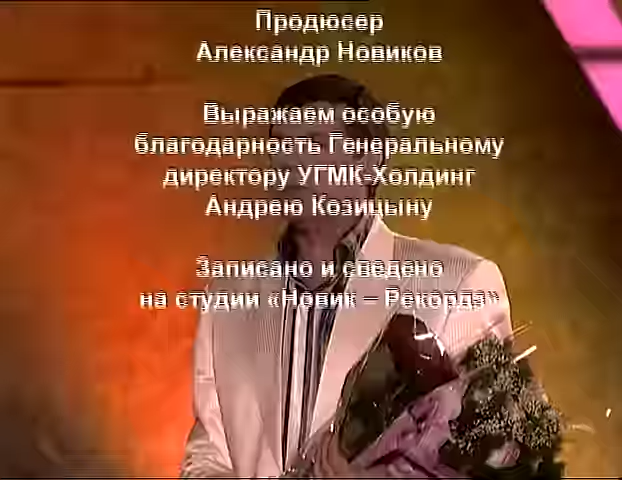 Продюсер
Александр Новиков
Выражаем особую
благодарность Генеральному
директору УГМК-Холдинг
Андрею Козицыну
Записано и сведено
на студии «Новик – Рекордз»